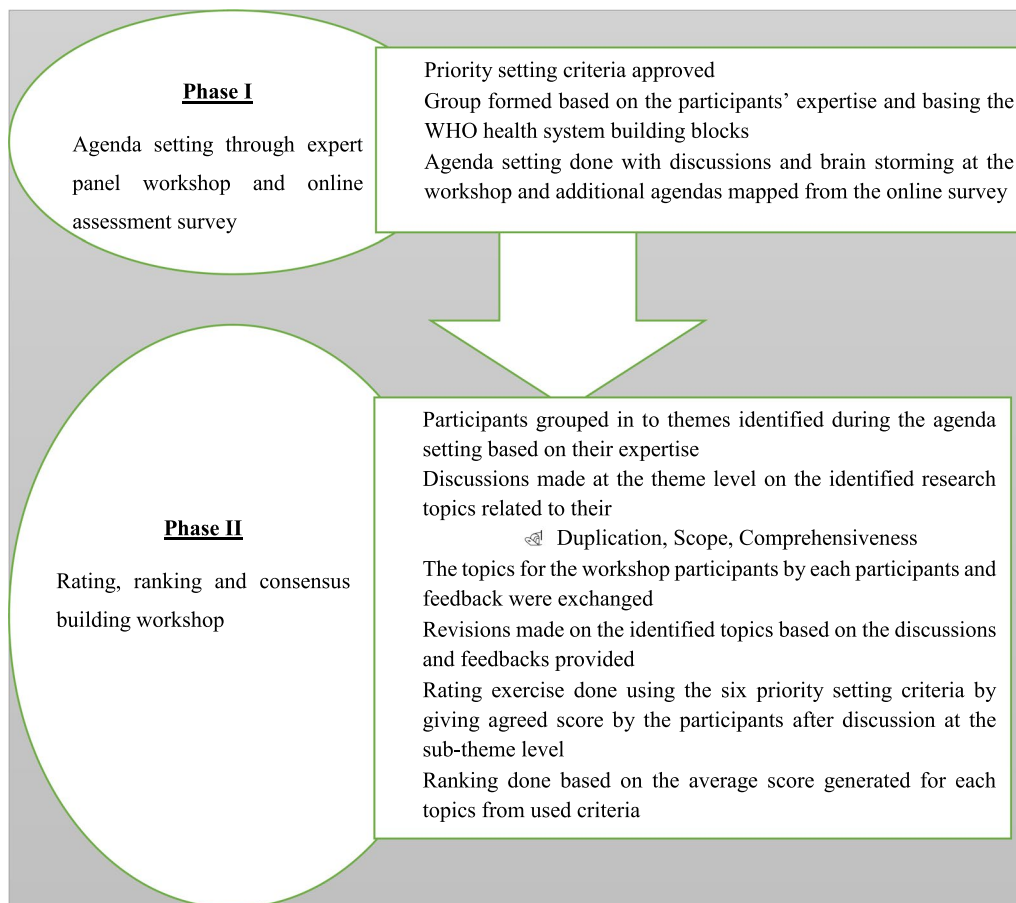 Phase I
Agenda setting through expert
panel workshop and online
assessment survey
Priority setting criteria approved
Group formed based on the participants’ expertise and basing the
WHO health system building blocks
Agenda setting done with discussions and brain storming at the
workshop and additional agendas mapped from the online survey
Phase II
Rating, ranking and consensus
building workshop
Participants grouped in to themes identified during the agenda
setting based on their expertise
Discussions made at the theme level on the identified research
topics related to their
Duplication, Scope, Comprehensiveness
The topics for the workshop participants by each participants and
feedback were exchanged
Revisions made on the identified topics based on the discussions
and feedbacks provided
Rating exercise done using the six priority setting criteria by
giving agreed score by the participants after discussion at the
sub-theme level
Ranking done based on the average score generated for each
topics from used criteria